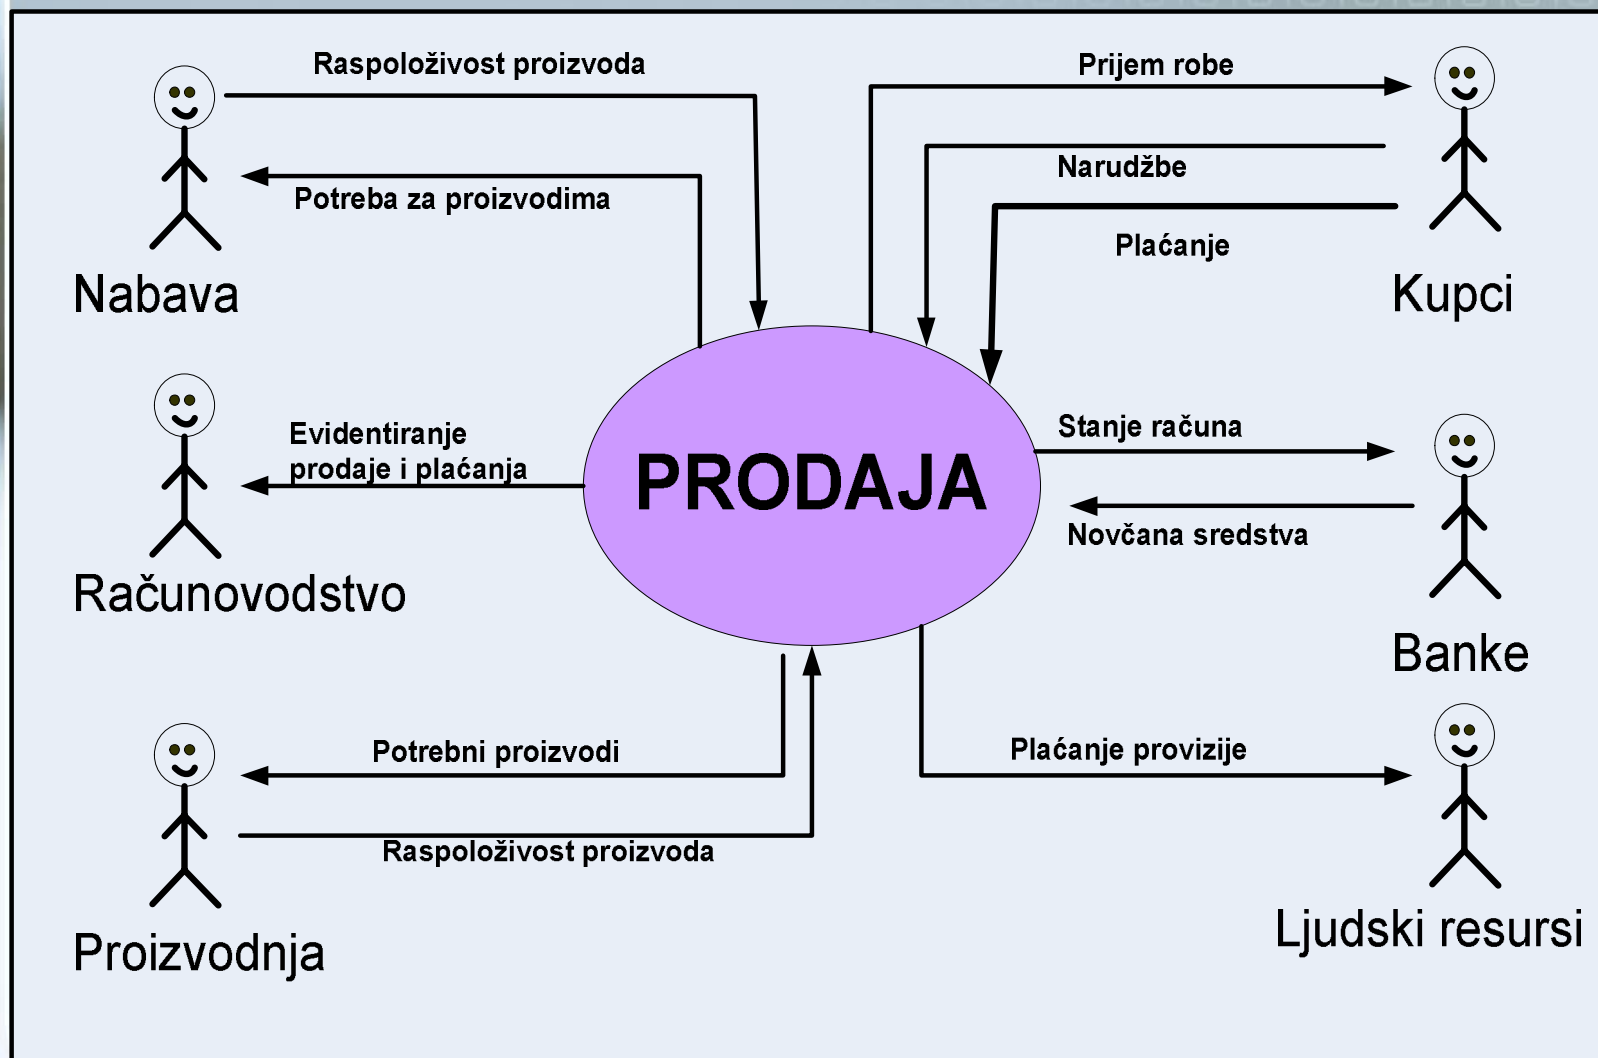 Raspoloživost proizvoda
Prijem robe
Narudžbe
Potreba za proizvodima
Plaćanje
Nabava
Kupci
Evidentiranje
prodaje i plaćanja
PRODAJA
Stanje računa
Novčana sredstva
Računovodstvo
Banke
Potrebni proizvodi
Plaćanje provizije
Raspoloživost proizvoda
Proizvodnja
Ljudski resursi